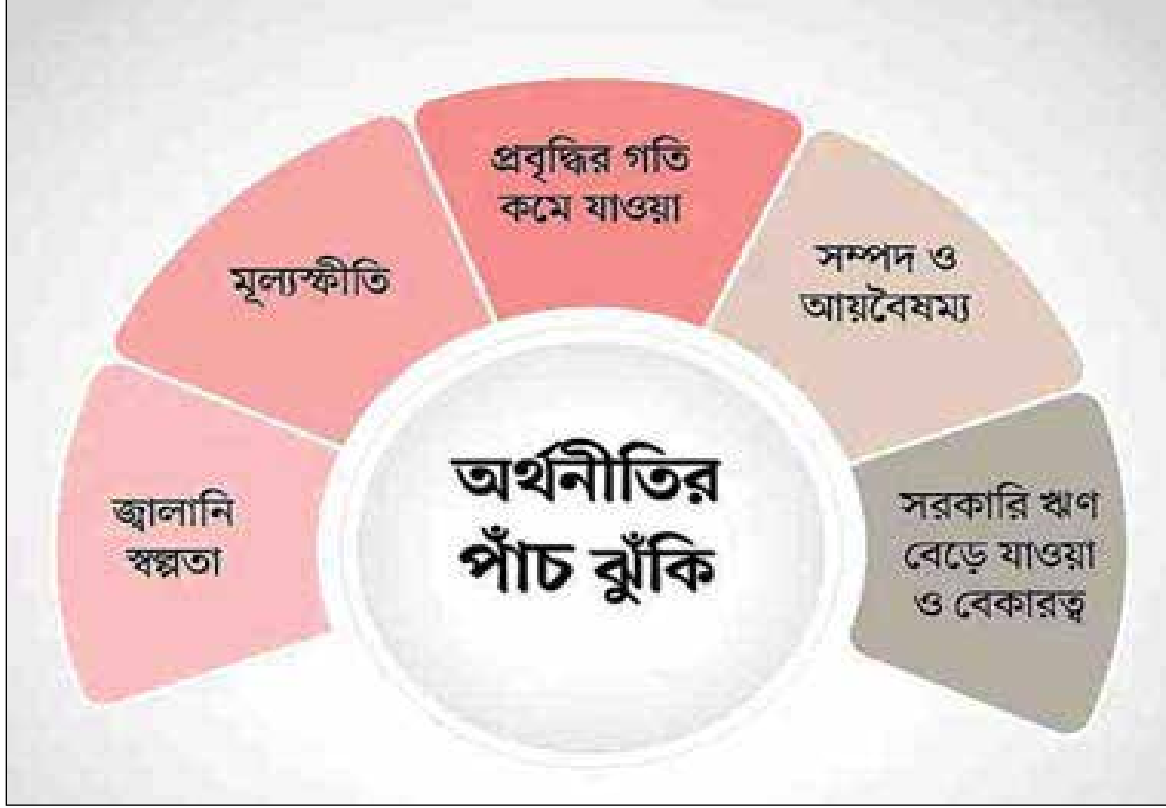 প্রবৃদ্ধির গতি
কমে যাওয়া
মূল্যস্ফীতি
সম্পদ ও
আয়বৈষম্য
জ্বালানি
স্বল্পতা
অর্থনীতির
পাঁচ ঝুঁকি
সরকারি ঋণ
বেড়ে যাওয়া
ও বেকারত্ব